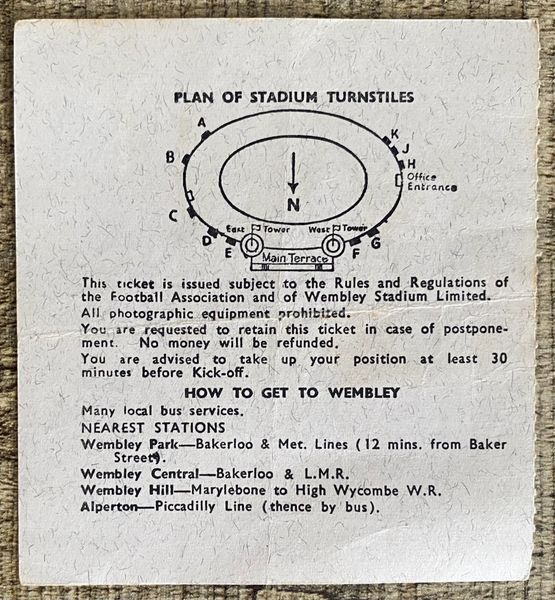 PLAN OF STADIUM TURNSTILES
A
K
J
B
H
Office
Entrance
N
C
East Tower
West Tower
D
G
E
F
Main Terrace
This ticket is issued subject to the Rules and Regulations of
the Football Association and of Wembley Stadium Limited.
All photographic equipment prohibited.
You are requested to retain this ticket in case of postpone-
ment. No money will be refunded.
You are advised to take up your position at least 30
minutes before Kick-off.
HOW TO GET TO WEMBLEY
Many local bus services.
NEAREST STATIONS
Wembley Park—Bakerloo & Met. Lines (12 mins. from Baker
Street).
Wembley Central—Bakerloo & L.M.R.
Wembley Hill—Marylebone to High Wycombe W.R.
Alperton—Piccadilly Line (thence by bus).